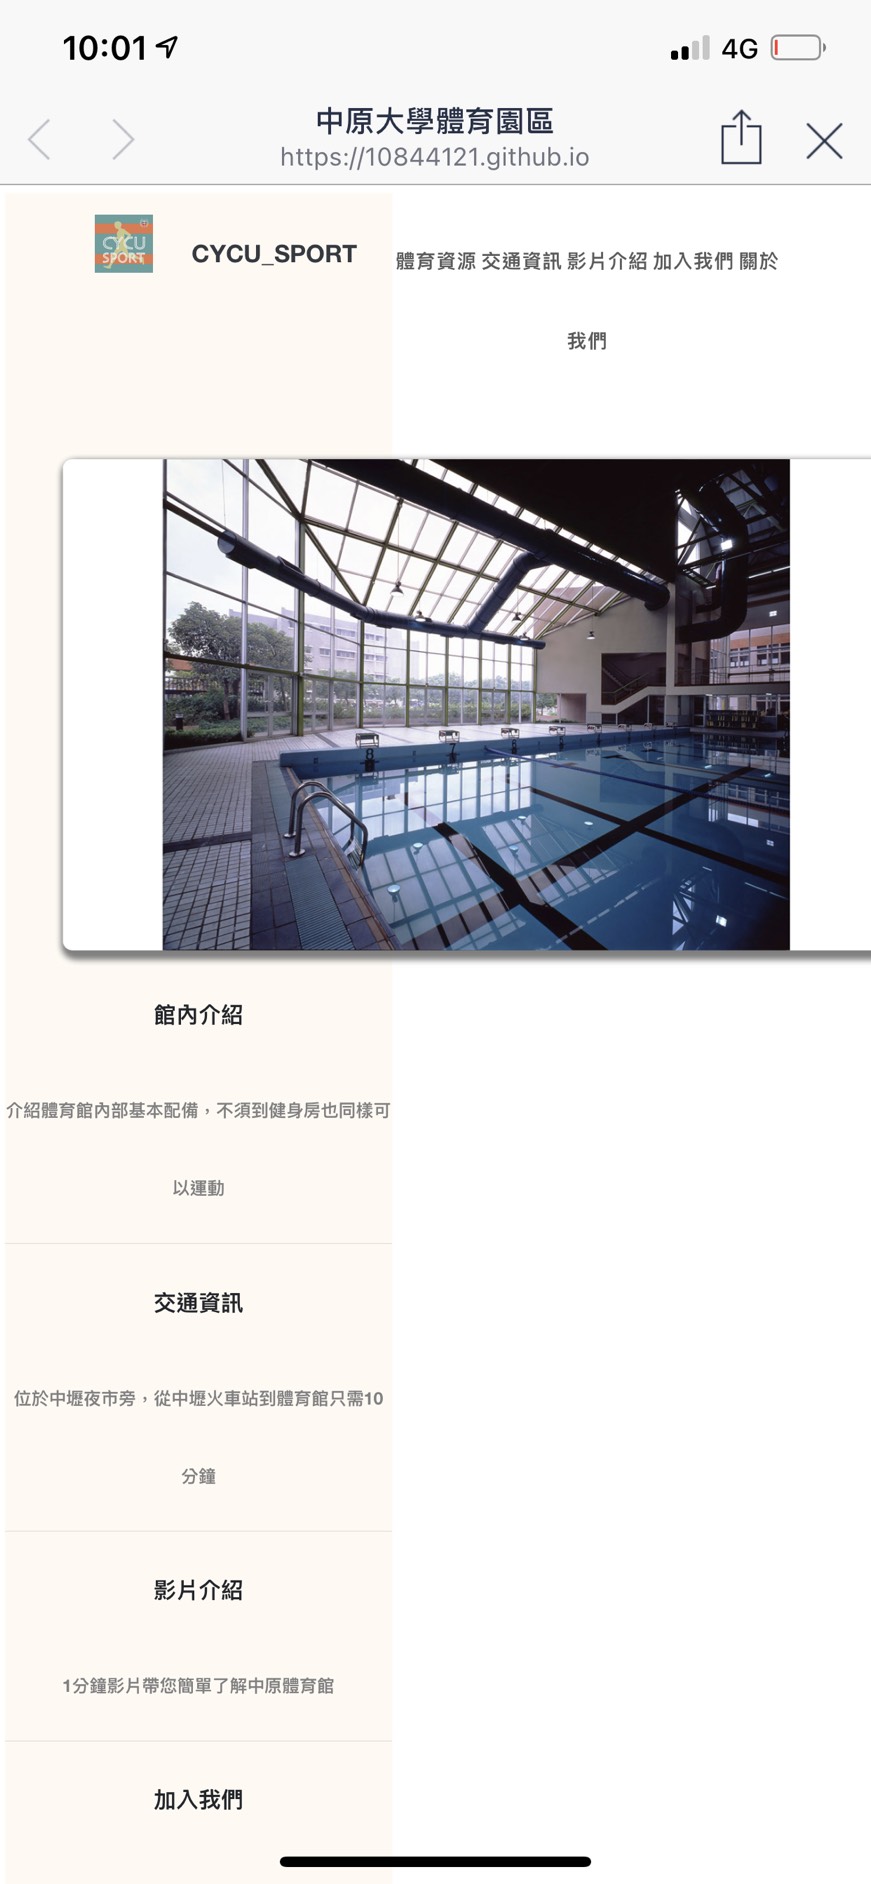 10:01
4G
中原大學體育園區
https://10844121.github.io
CYCU
SPORT
CYCU_SPORT
體育資源 交通資訊 影片介紹 加入我們 關於
我們
8
7
6
館內介紹
介紹體育館內部基本配備，不須到健身房也同樣可
以運動
交通資訊
位於中壢夜市旁，從中壢火車站到體育館只需10
分鐘
影片介紹
1分鐘影片帶您簡單了解中原體育館
加入我們